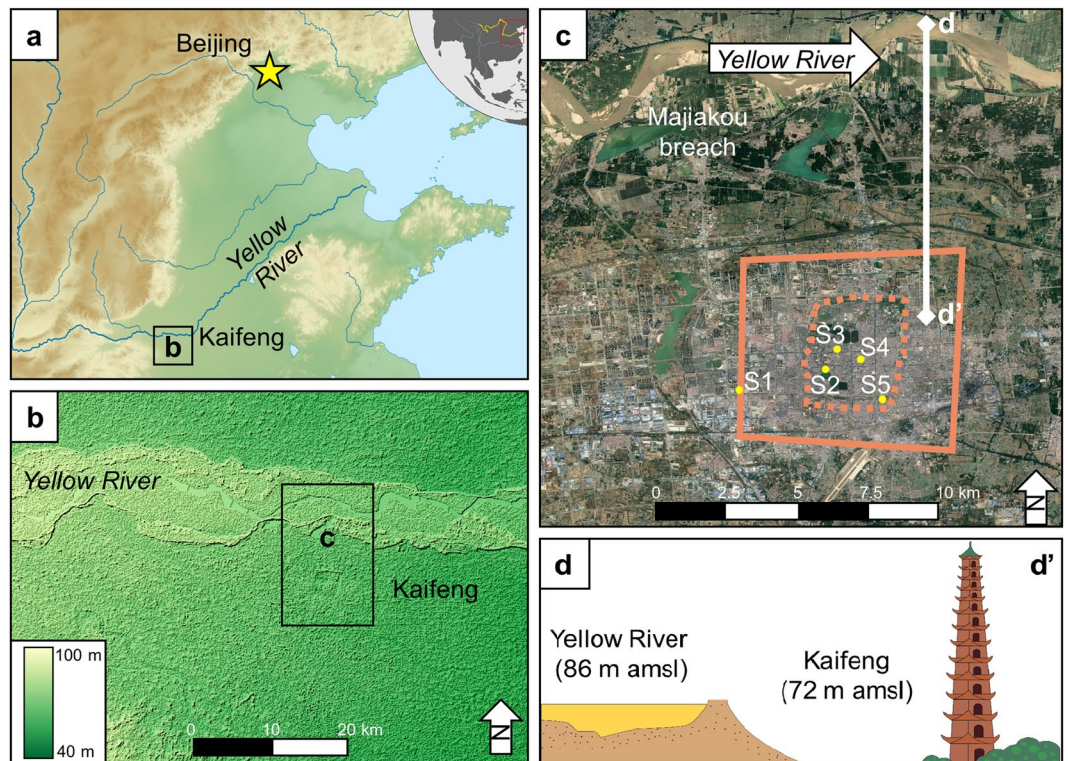 a
Beijing
Yellow
River
Kaifeng
b
b
Yellow River
c
Kaifeng
100 m
40 m
0 10 20 km
N
c
d
Yellow River
Majiakou
breach
d'
S3
S4
S1
S2
S5
0 2.5 5 7.5 10 km
N
d
d'
Yellow River
(86 m amsl)
Kaifeng
(72 m amsl)